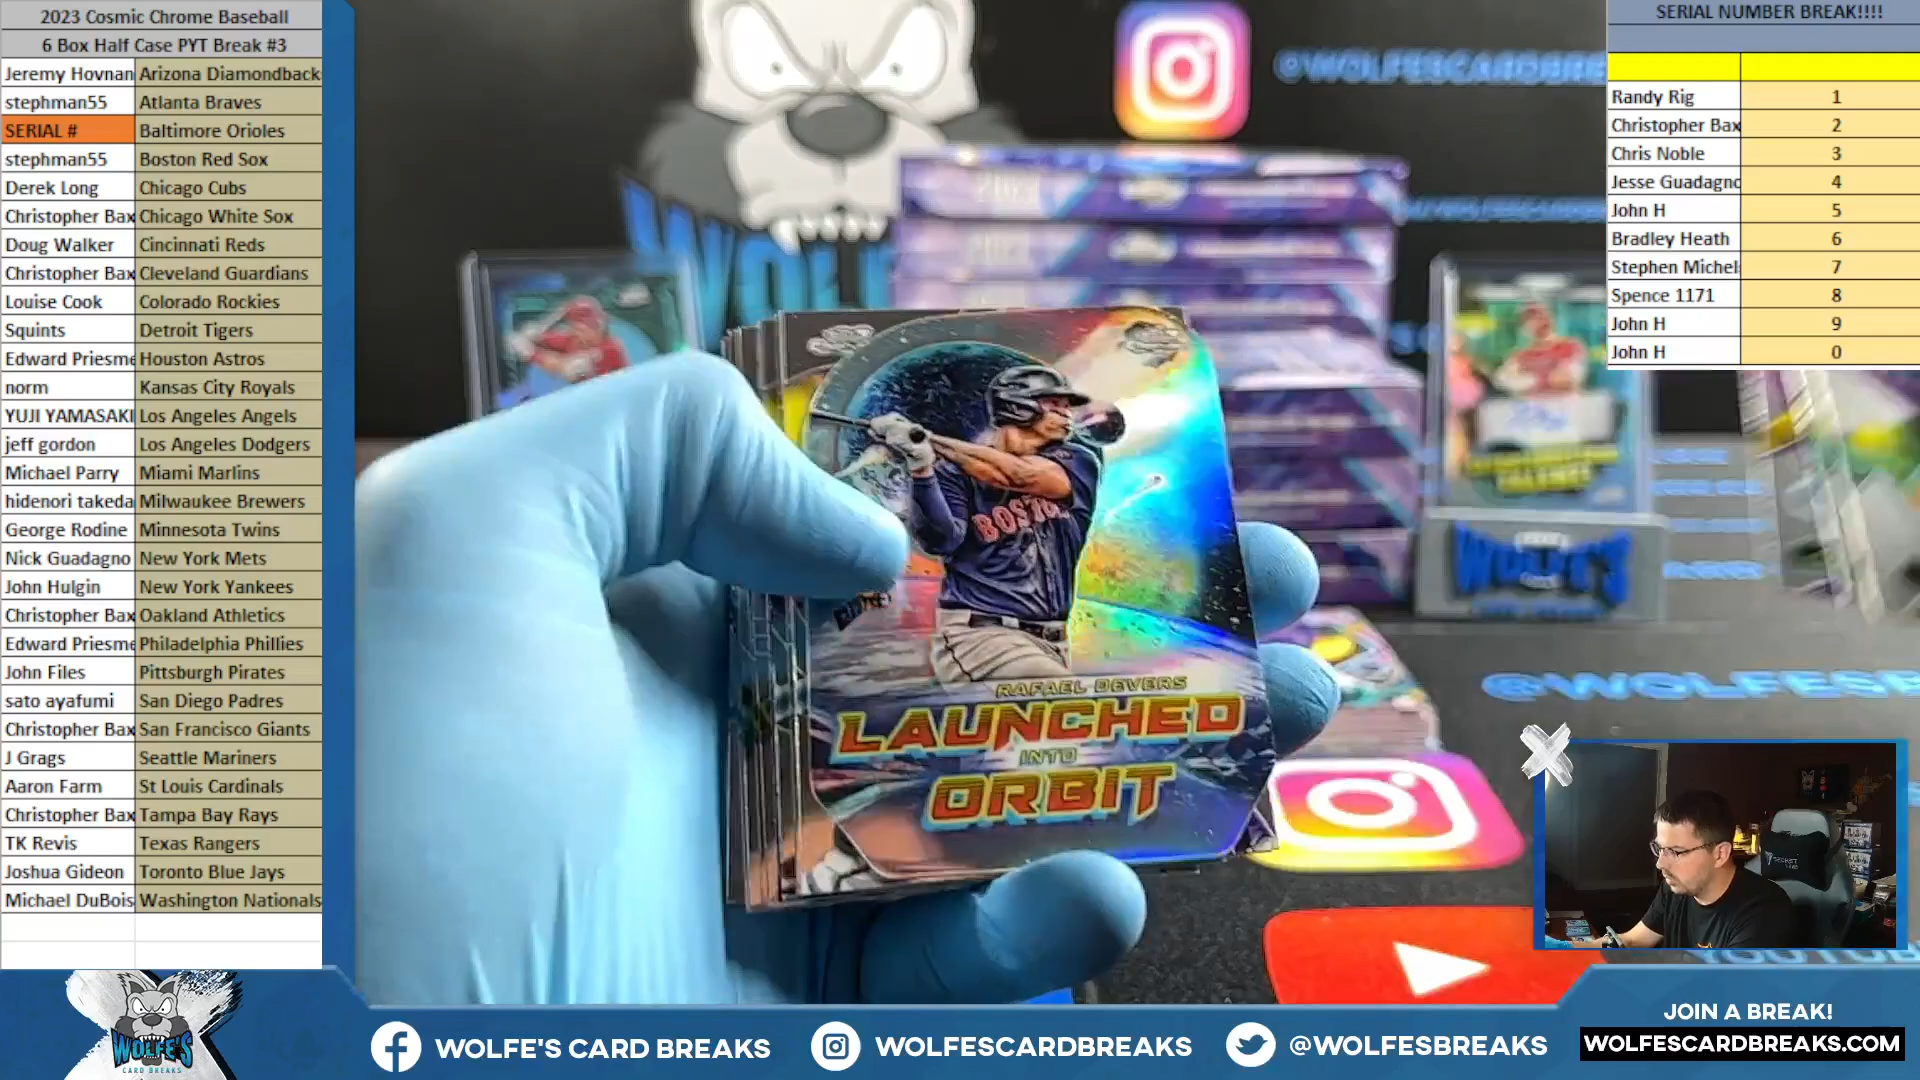 2023 Cosmic Chrome Baseball
6 Box Half Case PYT Break #3
Jeremy Hovnan Arizona Diamondback
stephman55 Atlanta Braves
SERIAL # Baltimore Orioles
stephman55 Boston Red Sox
Derek Long Chicago Cubs
Christopher Bax Chicago White Sox
Doug Walker Cincinnati Reds
Christopher Bax Cleveland Guardians
Louise Cook Colorado Rockies
Squints Detroit Tigers
Edward Priesme Houston Astros
norm Kansas City Royals
YUJI YAMASAKI Los Angeles Angels
jeff gordon Los Angeles Dodgers
Michael Parry Miami Marlins
hidenori takeda Milwaukee Brewers
George Rodine Minnesota Twins
Nick Guadagno New York Mets
John Hulgin New York Yankees
Christopher Bax Oakland Athletics
Edward Priesme Philadelphia Phillies
John Files Pittsburgh Pirates
sato ayafumi San Diego Padres
Christopher Bax San Francisco Giants
J Grags Seattle Mariners
Aaron Farm St Louis Cardinals
Christopher Bax Tampa Bay Rays
TK Revis Texas Rangers
Joshua Gideon Toronto Blue Jays
Michael DuBois Washington Nationals
SERIAL NUMBER BREAK!!!!
Randy Rig 1
Christopher Bax 2
Chris Noble 3
Jesse Guadagno 4
John H 5
Bradley Heath 6
Stephen Michel 7
Spence 1171 8
John H 9
John H 0
@WOLFESCARDBRE
BOSTON
RAFAEL DEVERS
LAUNCHED
INTO
ORBIT
WOLFE'S
@WOLFESB
YOUTUB
WOLFE'S
CARD BREAKS
WOLFE'S CARD BREAKS
WOLFESCARDBREAKS
@WOLFESBREAKS
JOIN A BREAK!
WOLFESCARDBREAKS.COM